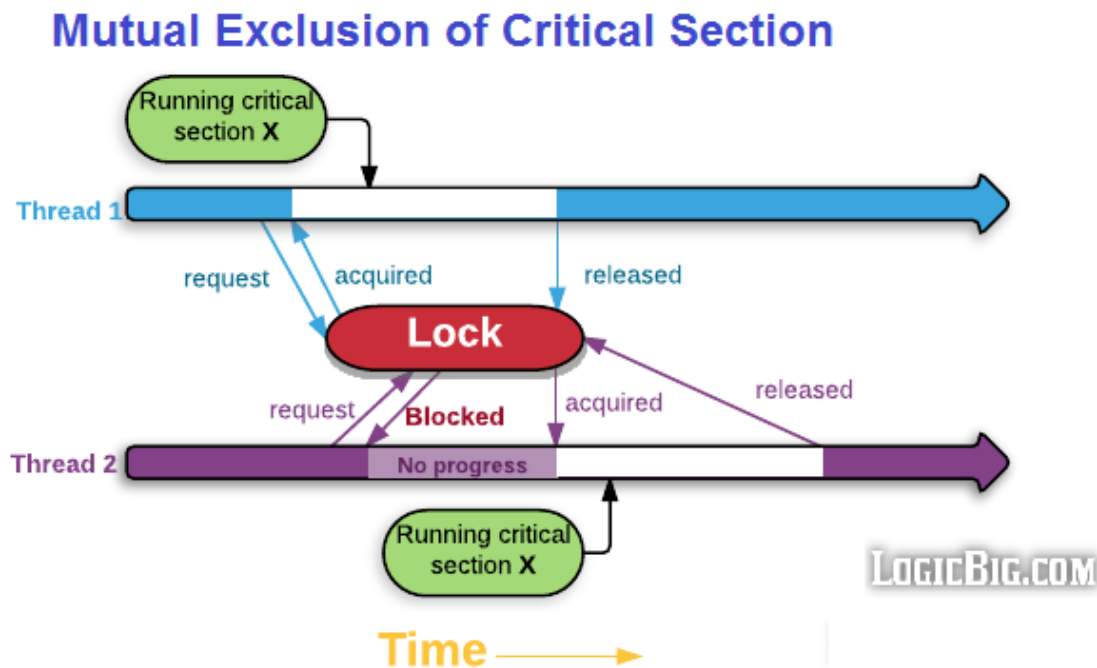 Mutual Exclusion of Critical Section
Running critical
section X
Thread 1
request
acquired
released
Lock
request
Blocked
acquired
released
Thread 2
No progress
Running critical
section X
LOGICBIG.COM
Time